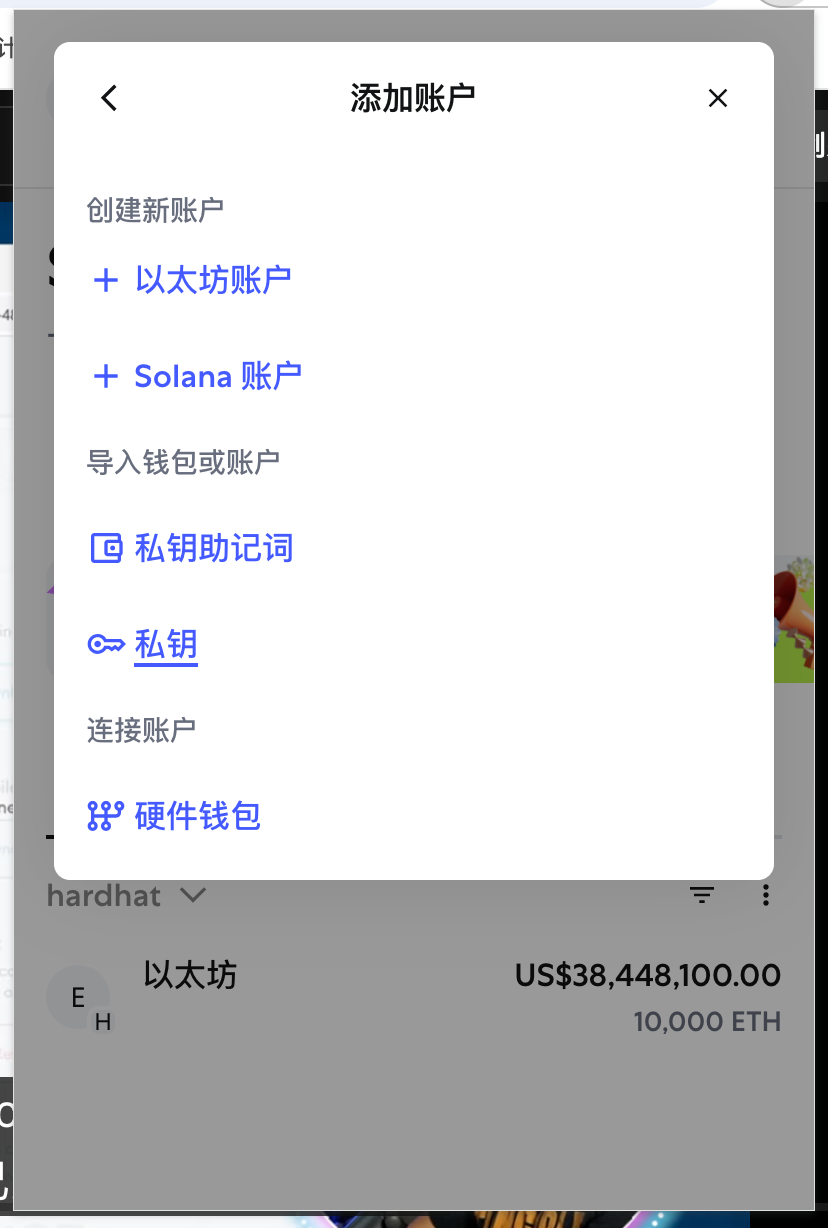 添加账户
创建新账户
以太坊账户
Solana 账户
导入钱包或账户
私钥助记词
私钥
连接账户
硬件钱包
hardhat
以太坊
US$38,448,100.00
E
H
10,000 ETH